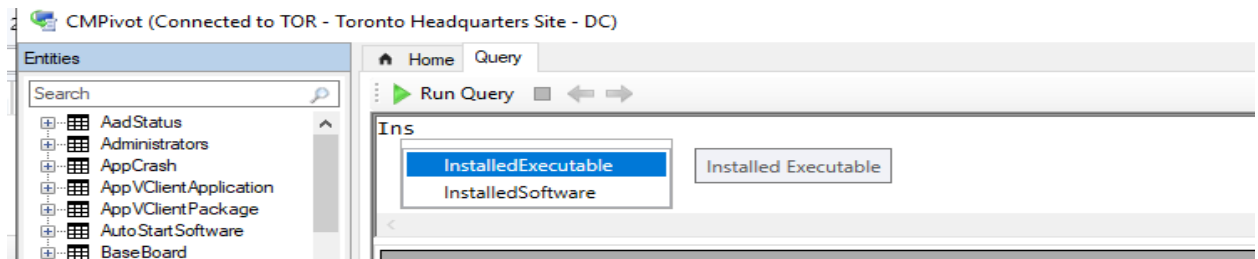 CMPivot (Connected to TOR - Toronto Headquarters Site - DC)
Entities
Home Query
Search
Run Query
AadStatus
Administrators
AppCrash
AppVClientApplication
AppVClientPackage
AutoStartSoftware
BaseBoard
Ins
InstalledExecutable
Installed Executable
InstalledSoftware